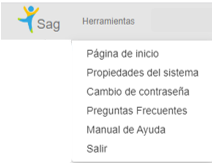 Sag Herramientas
Página de inicio
Propiedades del sistema
Cambio de contraseña
Preguntas Frecuentes
Manual de Ayuda
Salir